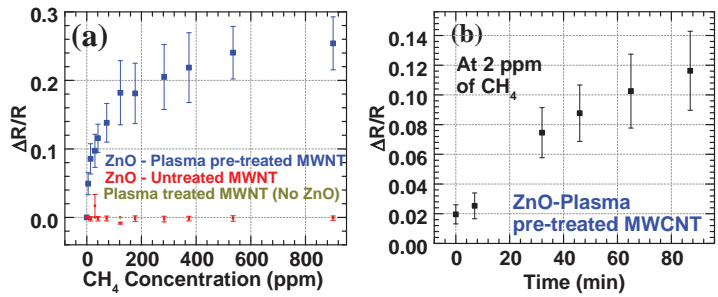 (a)
ΔR/R
0.3
0.2
0.1
0.0
ZnO - Plasma pre-treated MWNT
ZnO - Untreated MWNT
Plasma treated MWNT (No ZnO)
0 200 400 600 800
CH4 Concentration (ppm)
(b)
ΔR/R
0.14
0.12
0.10
0.08
0.06
0.04
0.02
0.00
At 2 ppm
of CH4
ZnO-Plasma
pre-treated MWCNT
0 20 40 60 80
Time (min)